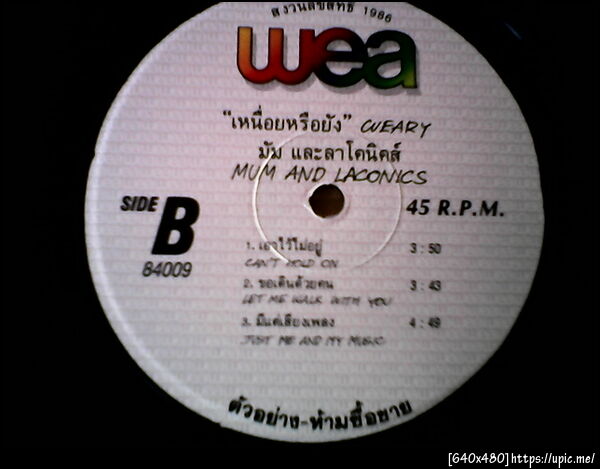 สงวนลิขสิทธิ์ 1986
wea
"เหนื่อยหรือยัง" WEARY
มัม และลาโคนิคส์
MUM AND LACONICS
SIDE B
84009
45 R.P.M.
1. เอาไว้ไม่อยู่ 3:50
CAN'T HOLD ON
2. ขอเดินด้วยคน 3:43
LET ME WALK WITH YOU
3. มีแต่เสียงเพลง 4:49
JUST ME AND MY MUSIC
ตัวอย่าง-ห้ามซื้อขาย
[640x480]https://upic.me/